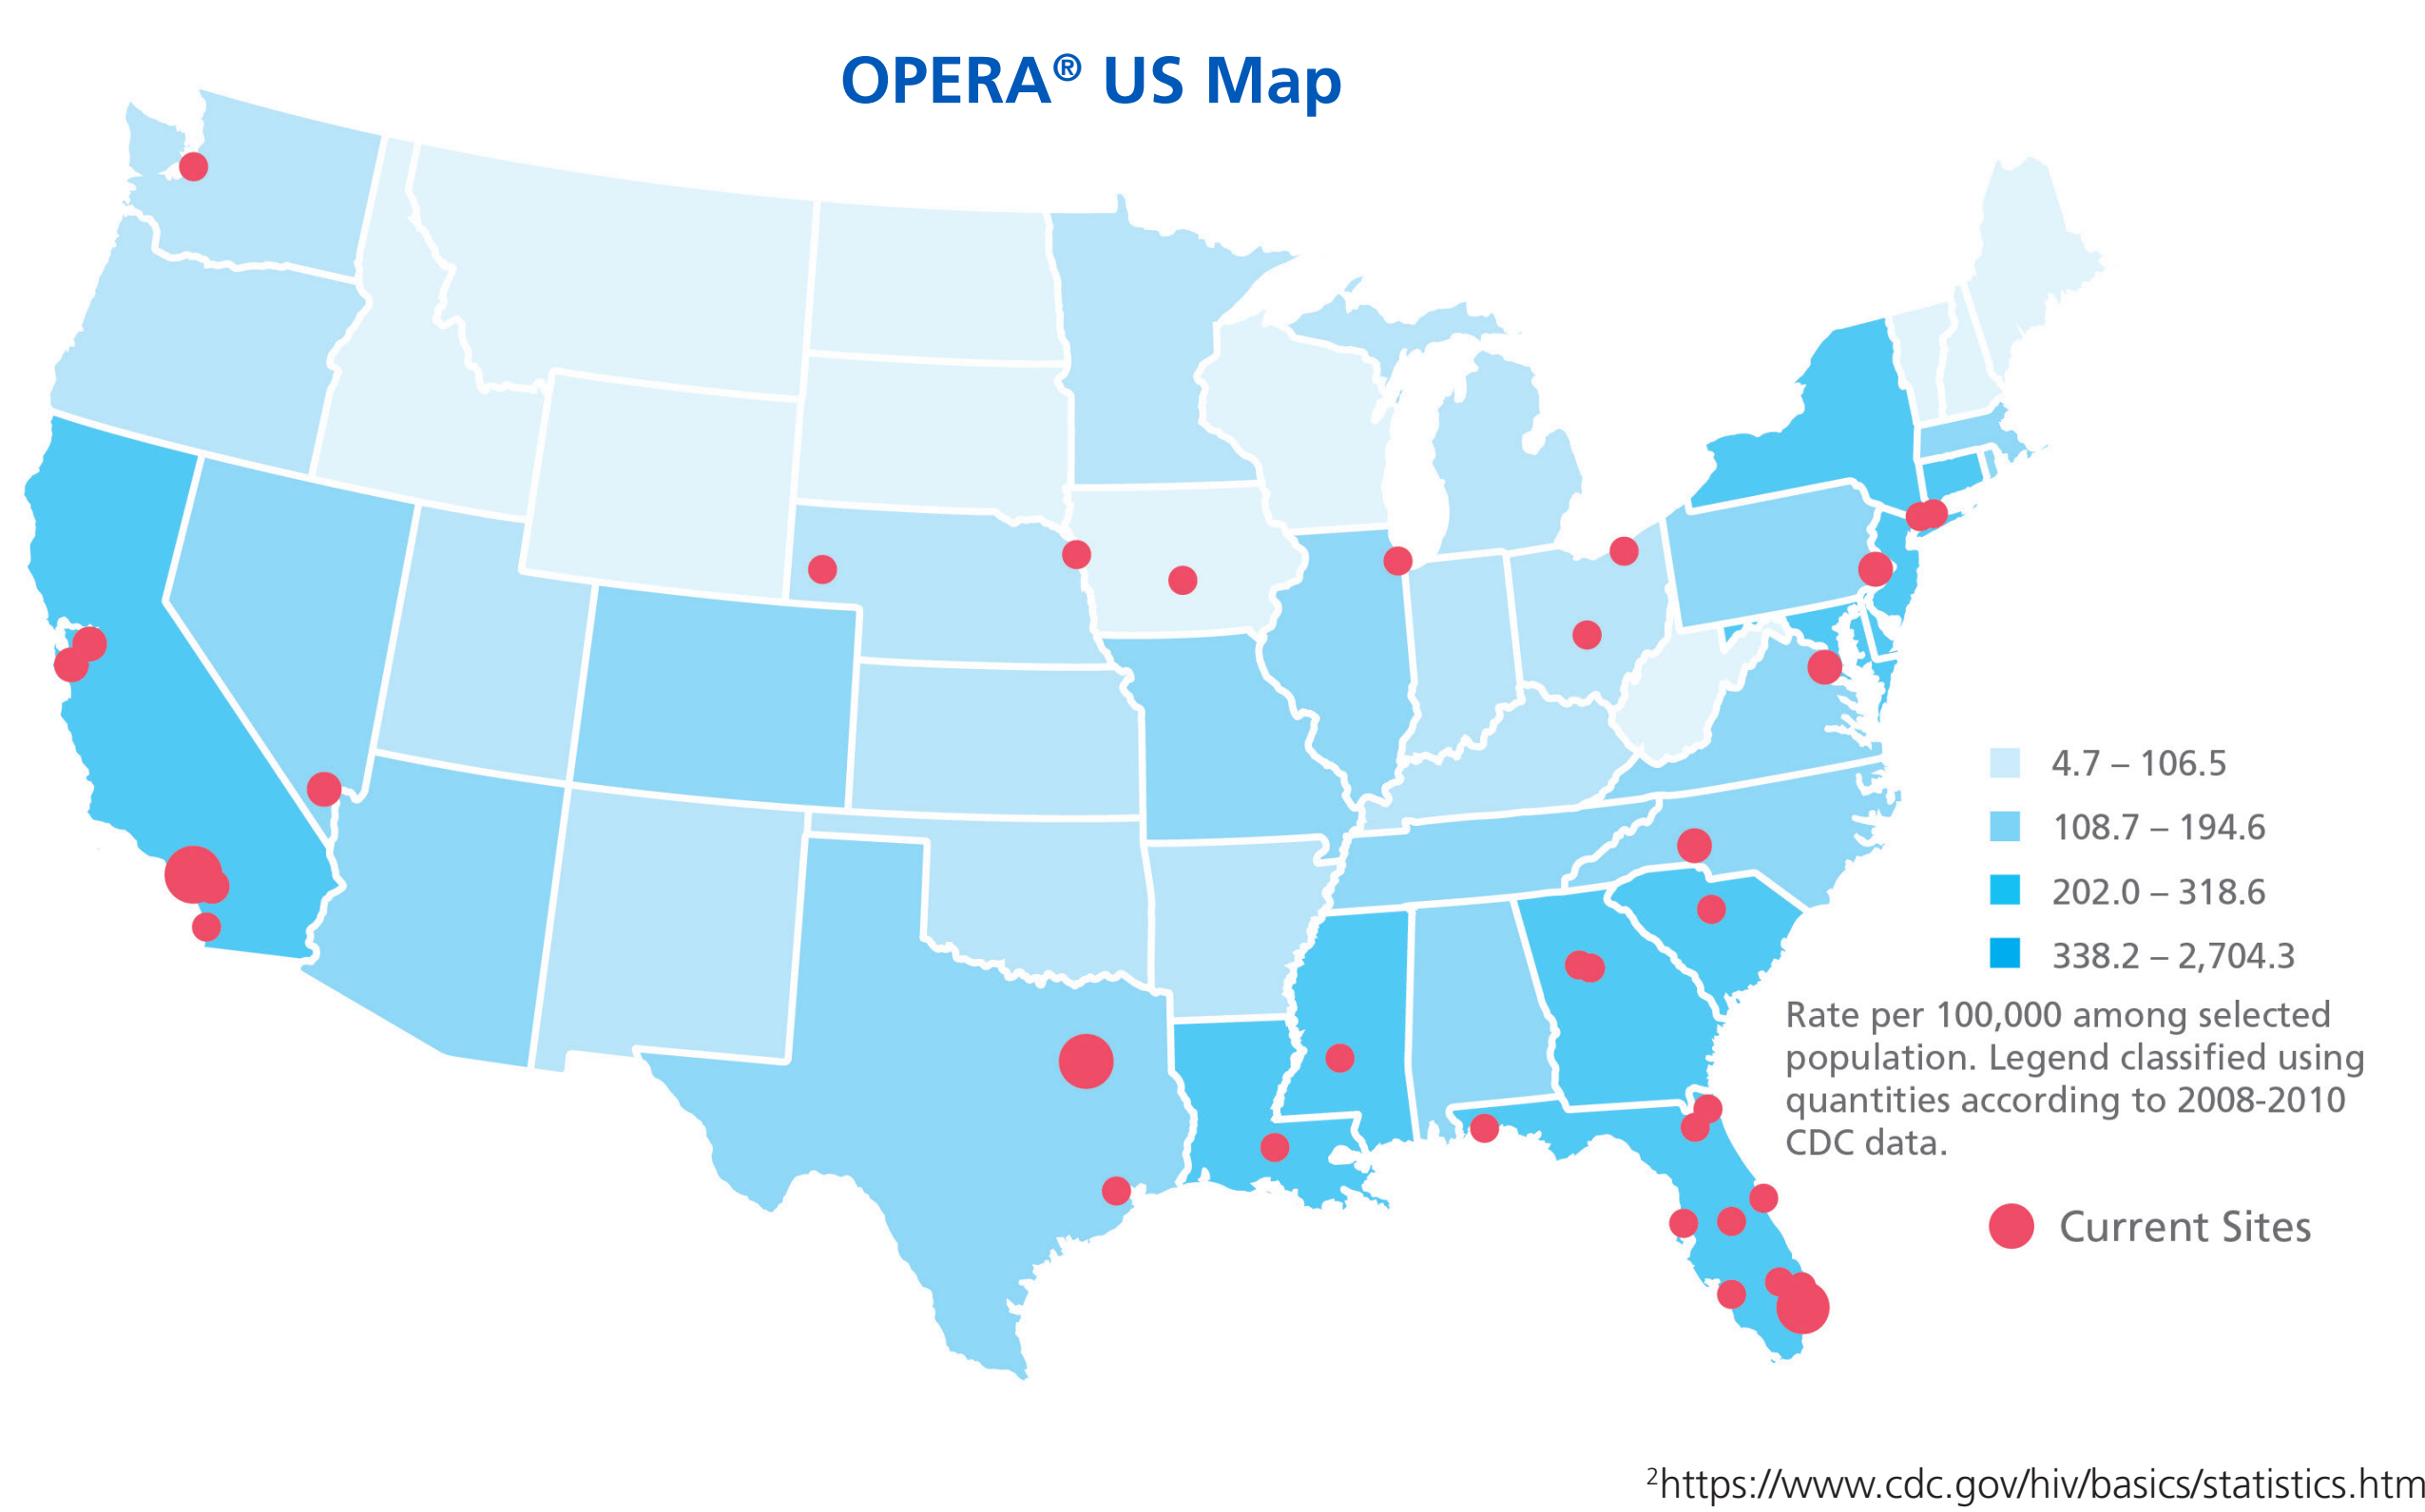 OPERA® US Map
4.7 – 106.5
108.7 – 194.6
202.0 – 318.6
338.2 – 2,704.3
Rate per 100,000 among selected
population. Legend classified using
quantities according to 2008-2010
CDC data.
Current Sites
²https://www.cdc.gov/hiv/basics/statistics.htm